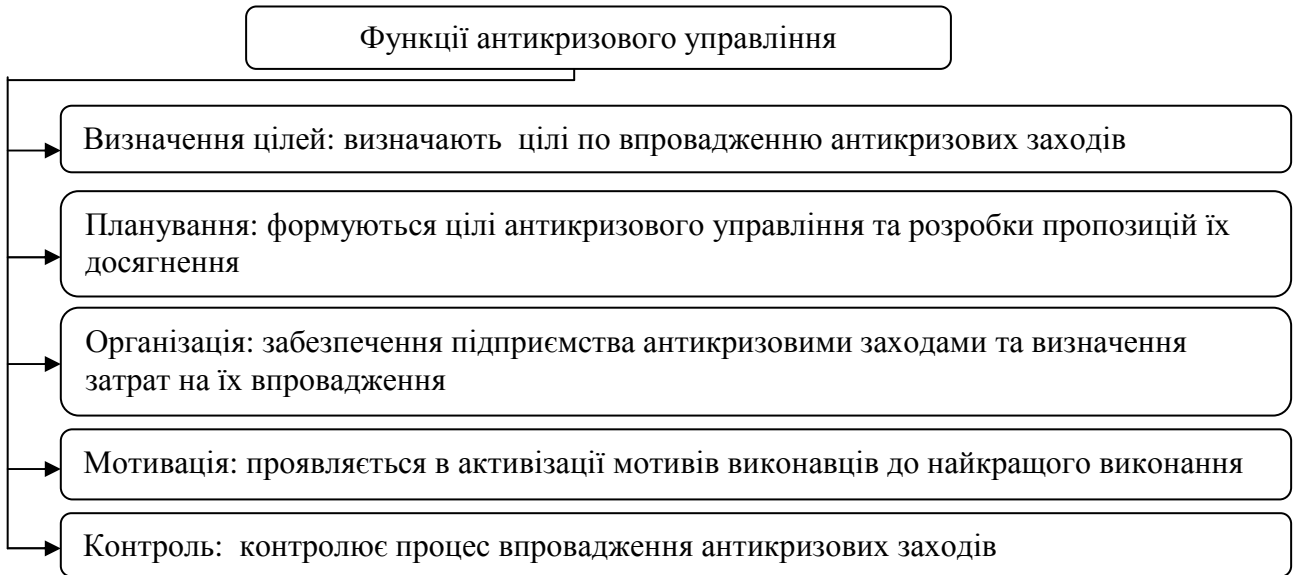 Функції антикризового управління
Визначення цілей: визначають цілі по впровадженню антикризових заходів
Планування: формуються цілі антикризового управління та розробки пропозицій їх
досягнення
Організація: забезпечення підприємства антикризовими заходами та визначення
затрат на їх впровадження
Мотивація: проявляється в активізації мотивів виконавців до найкращого виконання
Контроль: контролює процес впровадження антикризових заходів